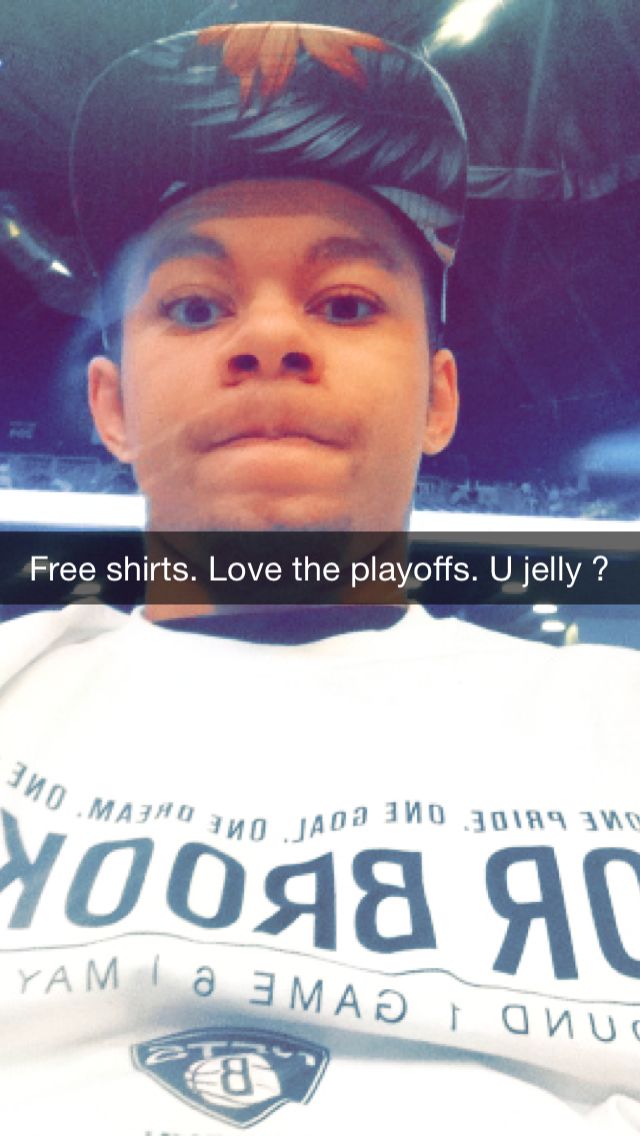 Free shirts. Love the playoffs. U jelly ?
ONE PRIDE. ONE GOAL. ONE DREAM. ONE
OR BROOK
OUND 1 GAME 6 | MAY
NETS
B